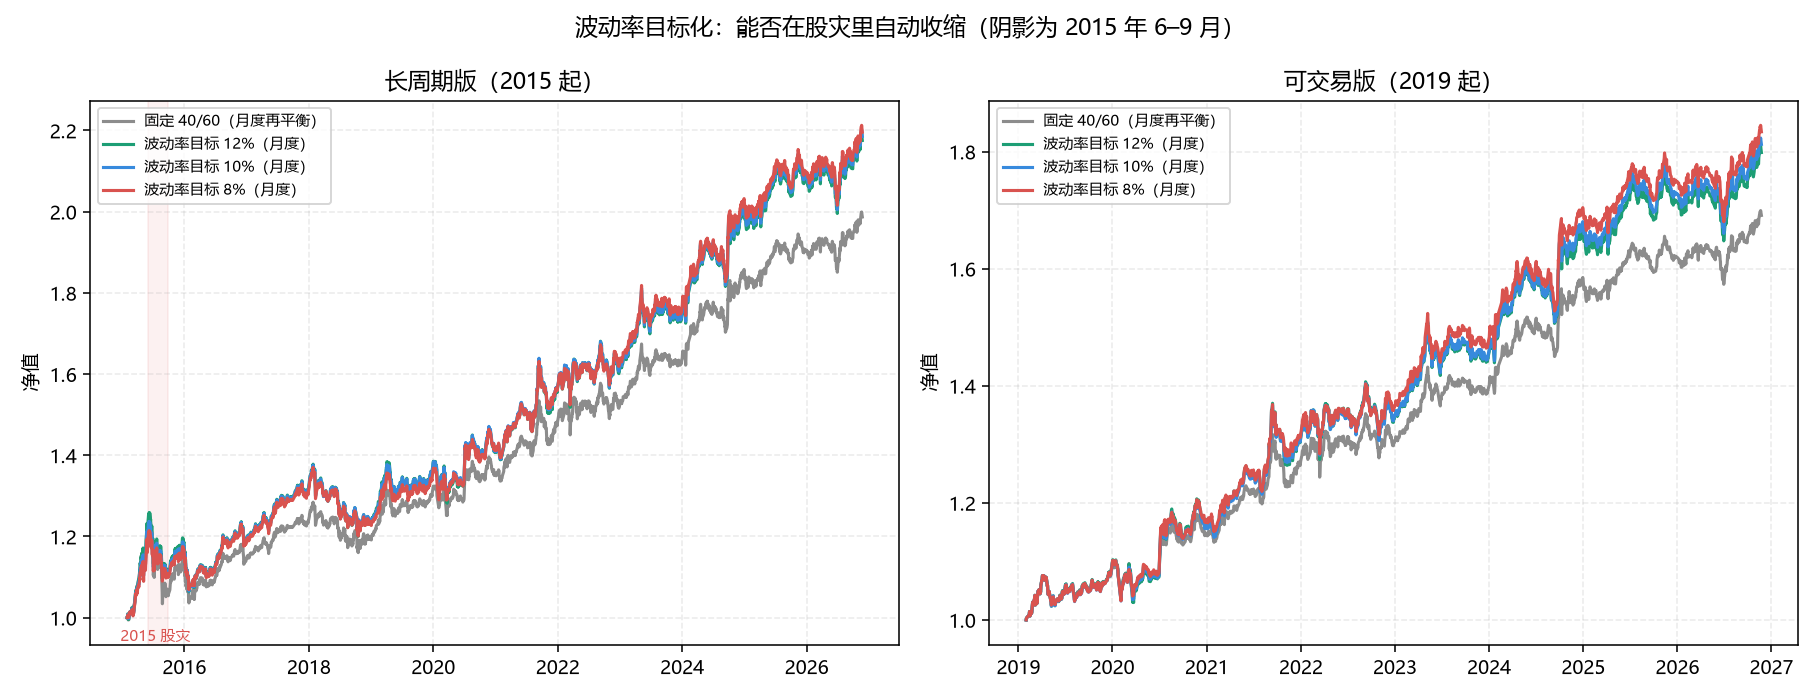 波动率目标化：能否在股灾里自动收缩（阴影为 2015 年 6–9 月）
长周期版（2015 起）
固定 40/60（月度再平衡）
波动率目标 12%（月度）
波动率目标 10%（月度）
波动率目标 8%（月度）
净值
2.2
2.0
1.8
1.6
1.4
1.2
1.0
2015 股灾
2016 2018 2020 2022 2024 2026
可交易版（2019 起）
固定 40/60（月度再平衡）
波动率目标 12%（月度）
波动率目标 10%（月度）
波动率目标 8%（月度）
净值
1.8
1.6
1.4
1.2
1.0
2019 2020 2021 2022 2023 2024 2025 2026 2027